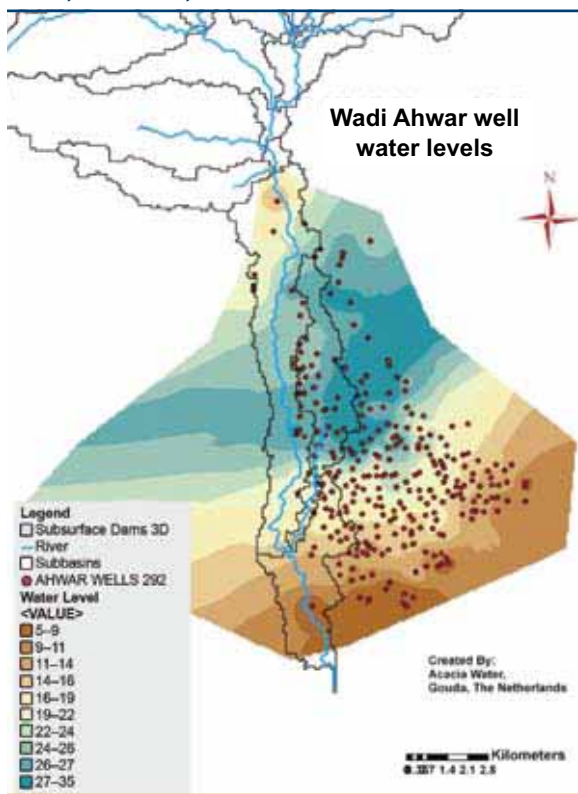 Wadi Ahwar well
water levels
N
Legend
Subsurface Dams 3D
River
Subbasins
AHWAR WELLS 292
Water Level
<VALUE>
5–9
9–11
11–14
14–16
16–19
19–22
22–24
24–26
26–27
27–35
Created By:
Acacia Water,
Gouda, The Netherlands
Kilometers
1.4 2.1 2.8